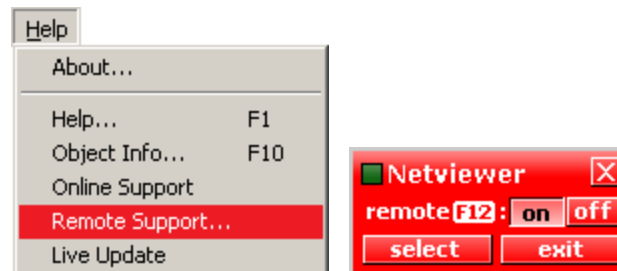 Help
About...
Help... F1
Object Info... F10
Online Support
Remote Support...
Live Update
Netviewer
remote F12 : on off
select exit